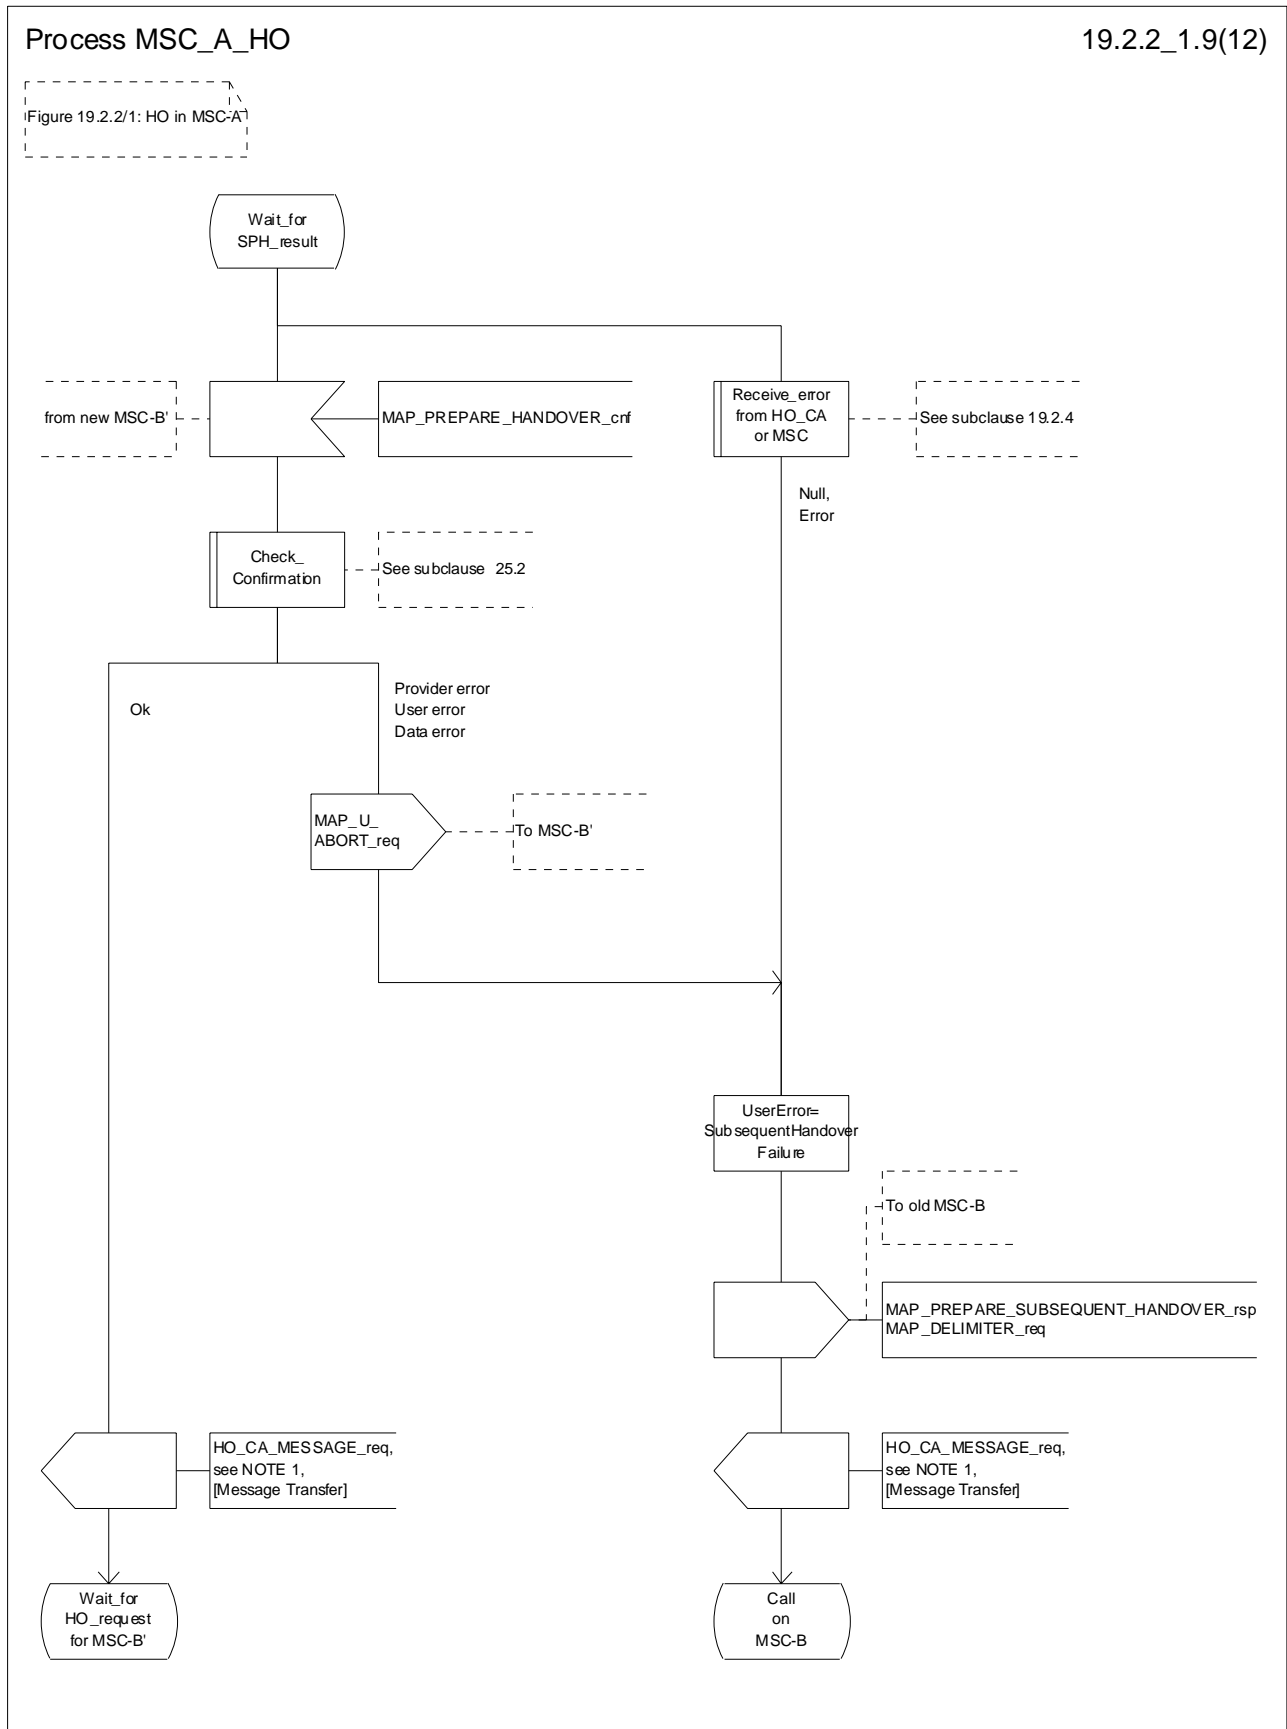 Process MSC_A_HO
19.2.2_1.9(12)
Figure 19.2.2/1: HO in MSC-A
Wait_for
SPH_result
from new MSC-B'
MAP_PREPARE_HANDOVER_cnf
Receive_error
from HO_CA
or MSC
See subclause 19.2.4
Null,
Error
Check_
Confirmation
See subclause 25.2
Ok
Provider error
User error
Data error
MAP_U_
ABORT_req
To MSC-B'
UserError=
SubsequentHandover
Failure
To old MSC-B
MAP_PREPARE_SUBSEQUENT_HANDOVER_rsp
MAP_DELIMITER_req
HO_CA_MESSAGE_req,
see NOTE 1,
[Message Transfer]
HO_CA_MESSAGE_req,
see NOTE 1,
[Message Transfer]
Wait_for
HO_request
for MSC-B'
Call
on
MSC-B